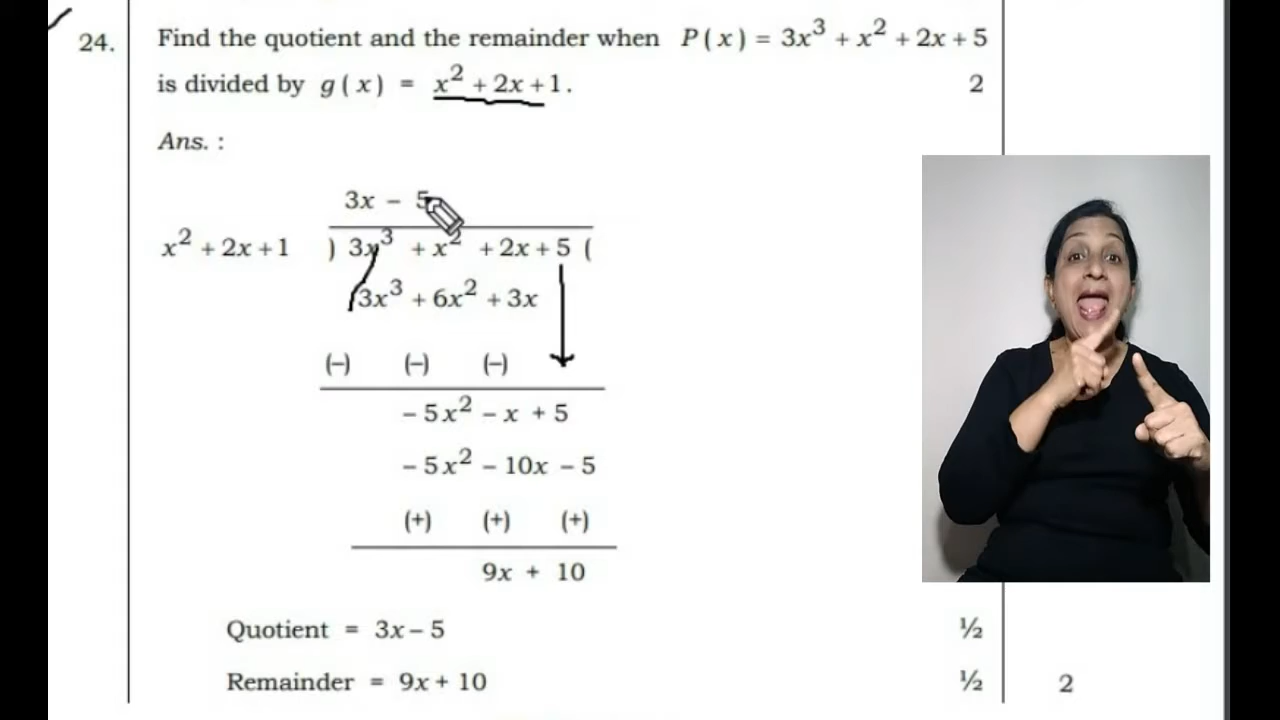 24. Find the quotient and the remainder when P ( x ) = 3x³ + x² + 2x + 5
is divided by g ( x ) = x² + 2x + 1. 2
Ans. :
3x – 5
x² + 2x + 1 ) 3x³ + x² + 2x + 5 (
3x³ + 6x² + 3x
(–) (–) (–)
– 5x² – x + 5
– 5x² – 10x – 5
(+) (+) (+)
9x + 10
Quotient = 3x – 5 ½
Remainder = 9x + 10 ½ 2